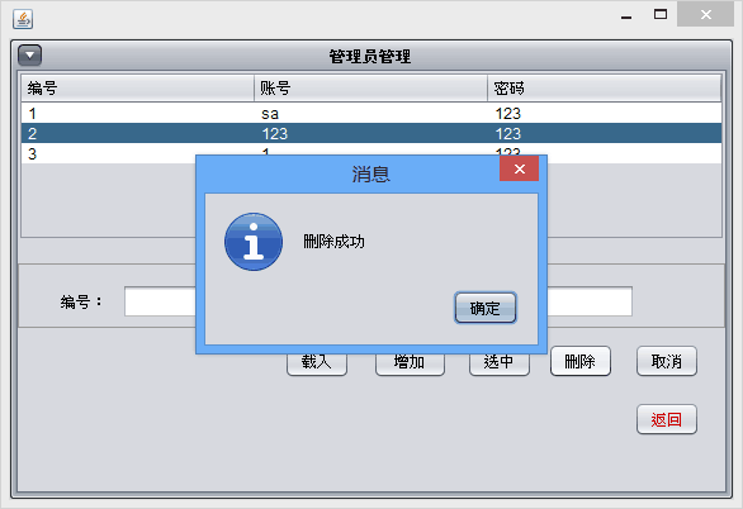 管理员管理
编号 账号 密码
1 sa 123
2 123 123
3 1 123
消息
删除成功
确定
编号：
载入 增加 选中 删除 取消
返回